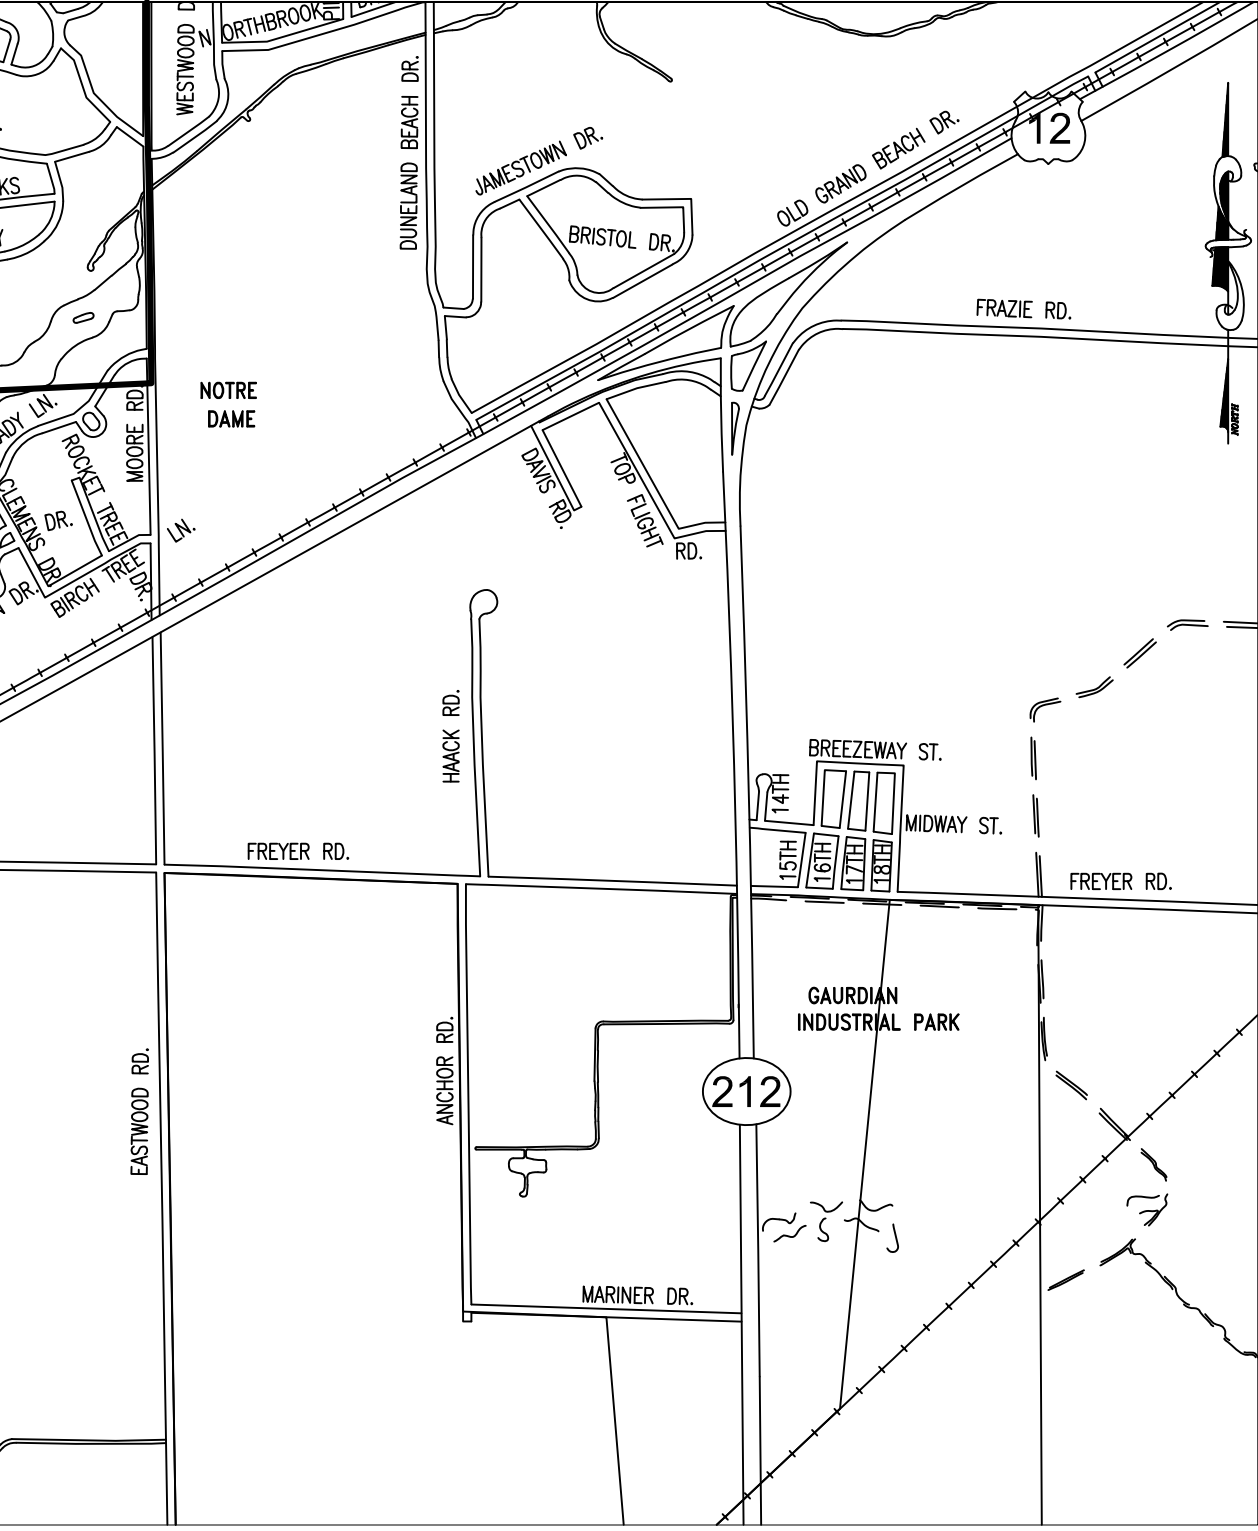 WESTWOOD D
NORTHBROOK
DUNELAND BEACH DR.
JAMESTOWN DR.
BRISTOL DR.
OLD GRAND BEACH DR.
12
KS
Y
FRAZIE RD.
NORTH
NOTRE
DAME
MOORE RD.
ADY LN.
ROCKET TREE
DR.
CLEMENS DR.
DR.
BIRCH TREE
LN.
N DR.
DAVIS RD.
TOP FLIGHT
RD.
HAACK RD.
BREEZEWAY ST.
14TH
MIDWAY ST.
15TH
16TH
17TH
18TH
FREYER RD.
FREYER RD.
GAURDIAN
INDUSTRIAL PARK
EASTWOOD RD.
ANCHOR RD.
212
MARINER DR.